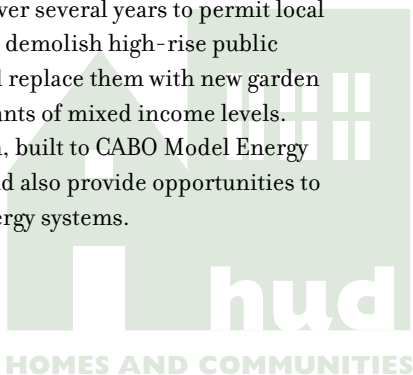 ver several years to permit local
demolish high-rise public
replace them with new garden
nts of mixed income levels.
, built to CABO Model Energy
d also provide opportunities to
ergy systems.
hud
HOMES AND COMMUNITIES